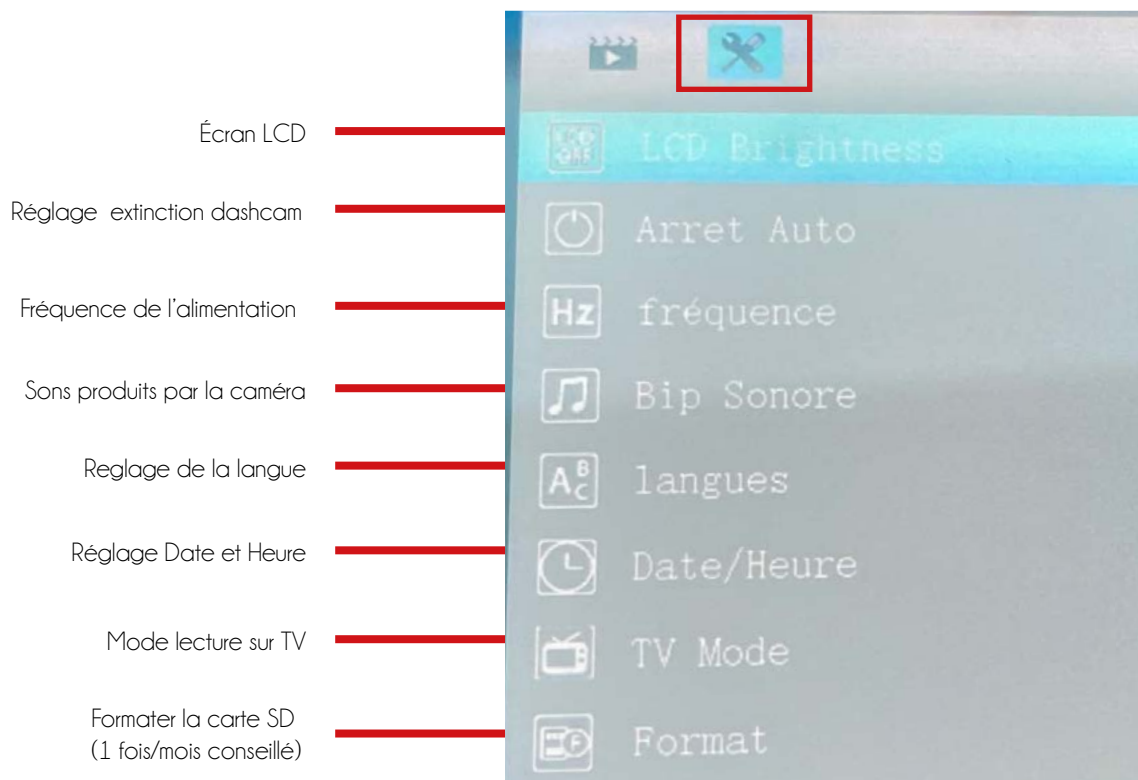 Écran LCD
LCD Brightness
Réglage extinction dashcam
Arret Auto
Fréquence de l'alimentation
Hz
fréquence
Sons produits par la caméra
Bip Sonore
Reglage de la langue
ABC
langues
Réglage Date et Heure
Date/Heure
Mode lecture sur TV
TV Mode
Formater la carte SD
(1 fois/mois conseillé)
F
Format